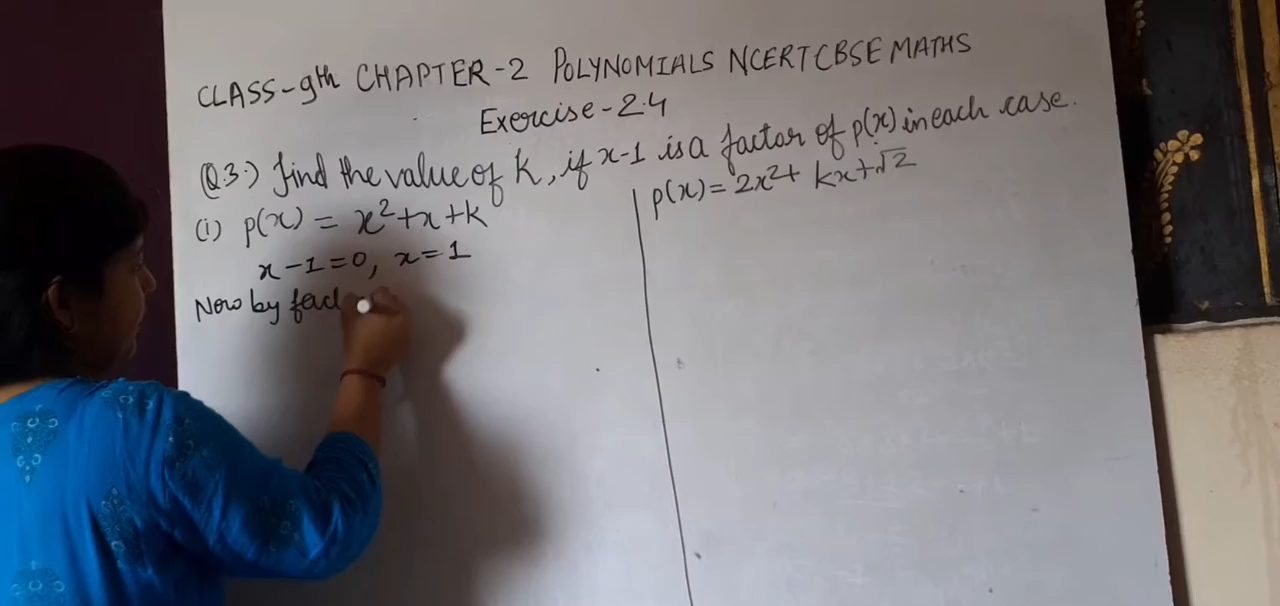 CLASS-9th CHAPTER-2 POLYNOMIALS NCERT CBSE MATHS
Exercise-2.4
Q.3.) find the value of k, if x-1 is a factor of p(x) in each case.
(i) p(x) = x²+x+k
x-1=0, x=1
Now by fact
p(x) = 2x²+ kx+√2